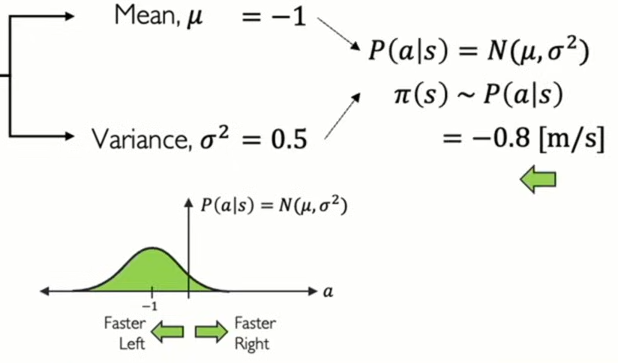 Mean, μ = −1
P(a|s) = N(μ, σ²)
π(s) ~ P(a|s)
Variance, σ² = 0.5
= −0.8 [m/s]
P(a|s) = N(μ, σ²)
a
−1
Faster Left
Faster Right